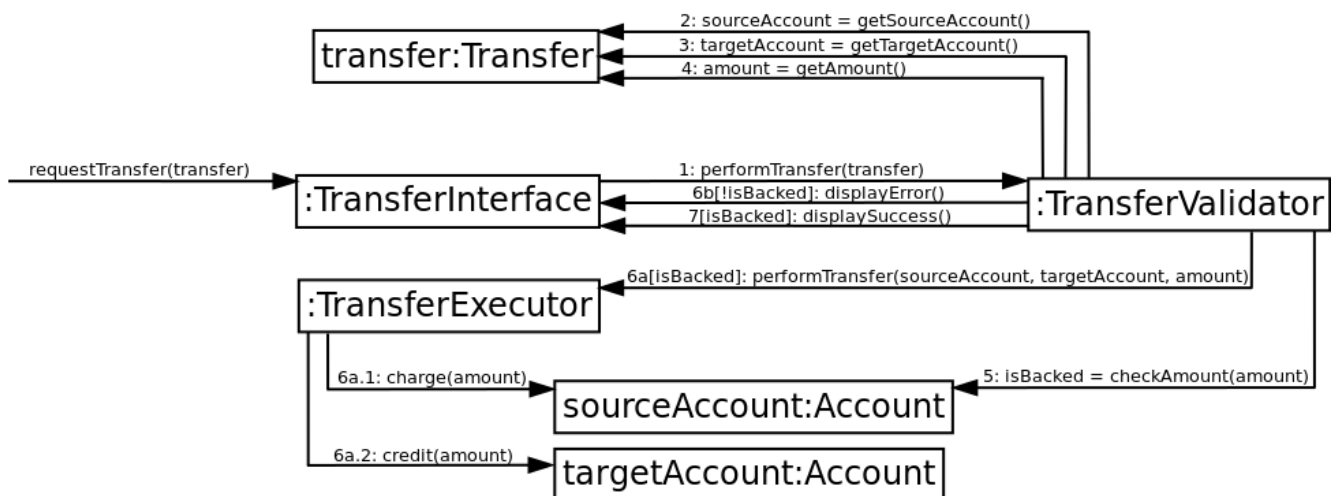 2: sourceAccount = getSourceAccount()
transfer:Transfer
3: targetAccount = getTargetAccount()
4: amount = getAmount()
requestTransfer(transfer)
1: performTransfer(transfer)
:TransferInterface
6b[!isBacked]: displayError()
:TransferValidator
7[isBacked]: displaySuccess()
6a[isBacked]: performTransfer(sourceAccount, targetAccount, amount)
:TransferExecutor
6a.1: charge(amount)
5: isBacked = checkAmount(amount)
sourceAccount:Account
6a.2: credit(amount)
targetAccount:Account